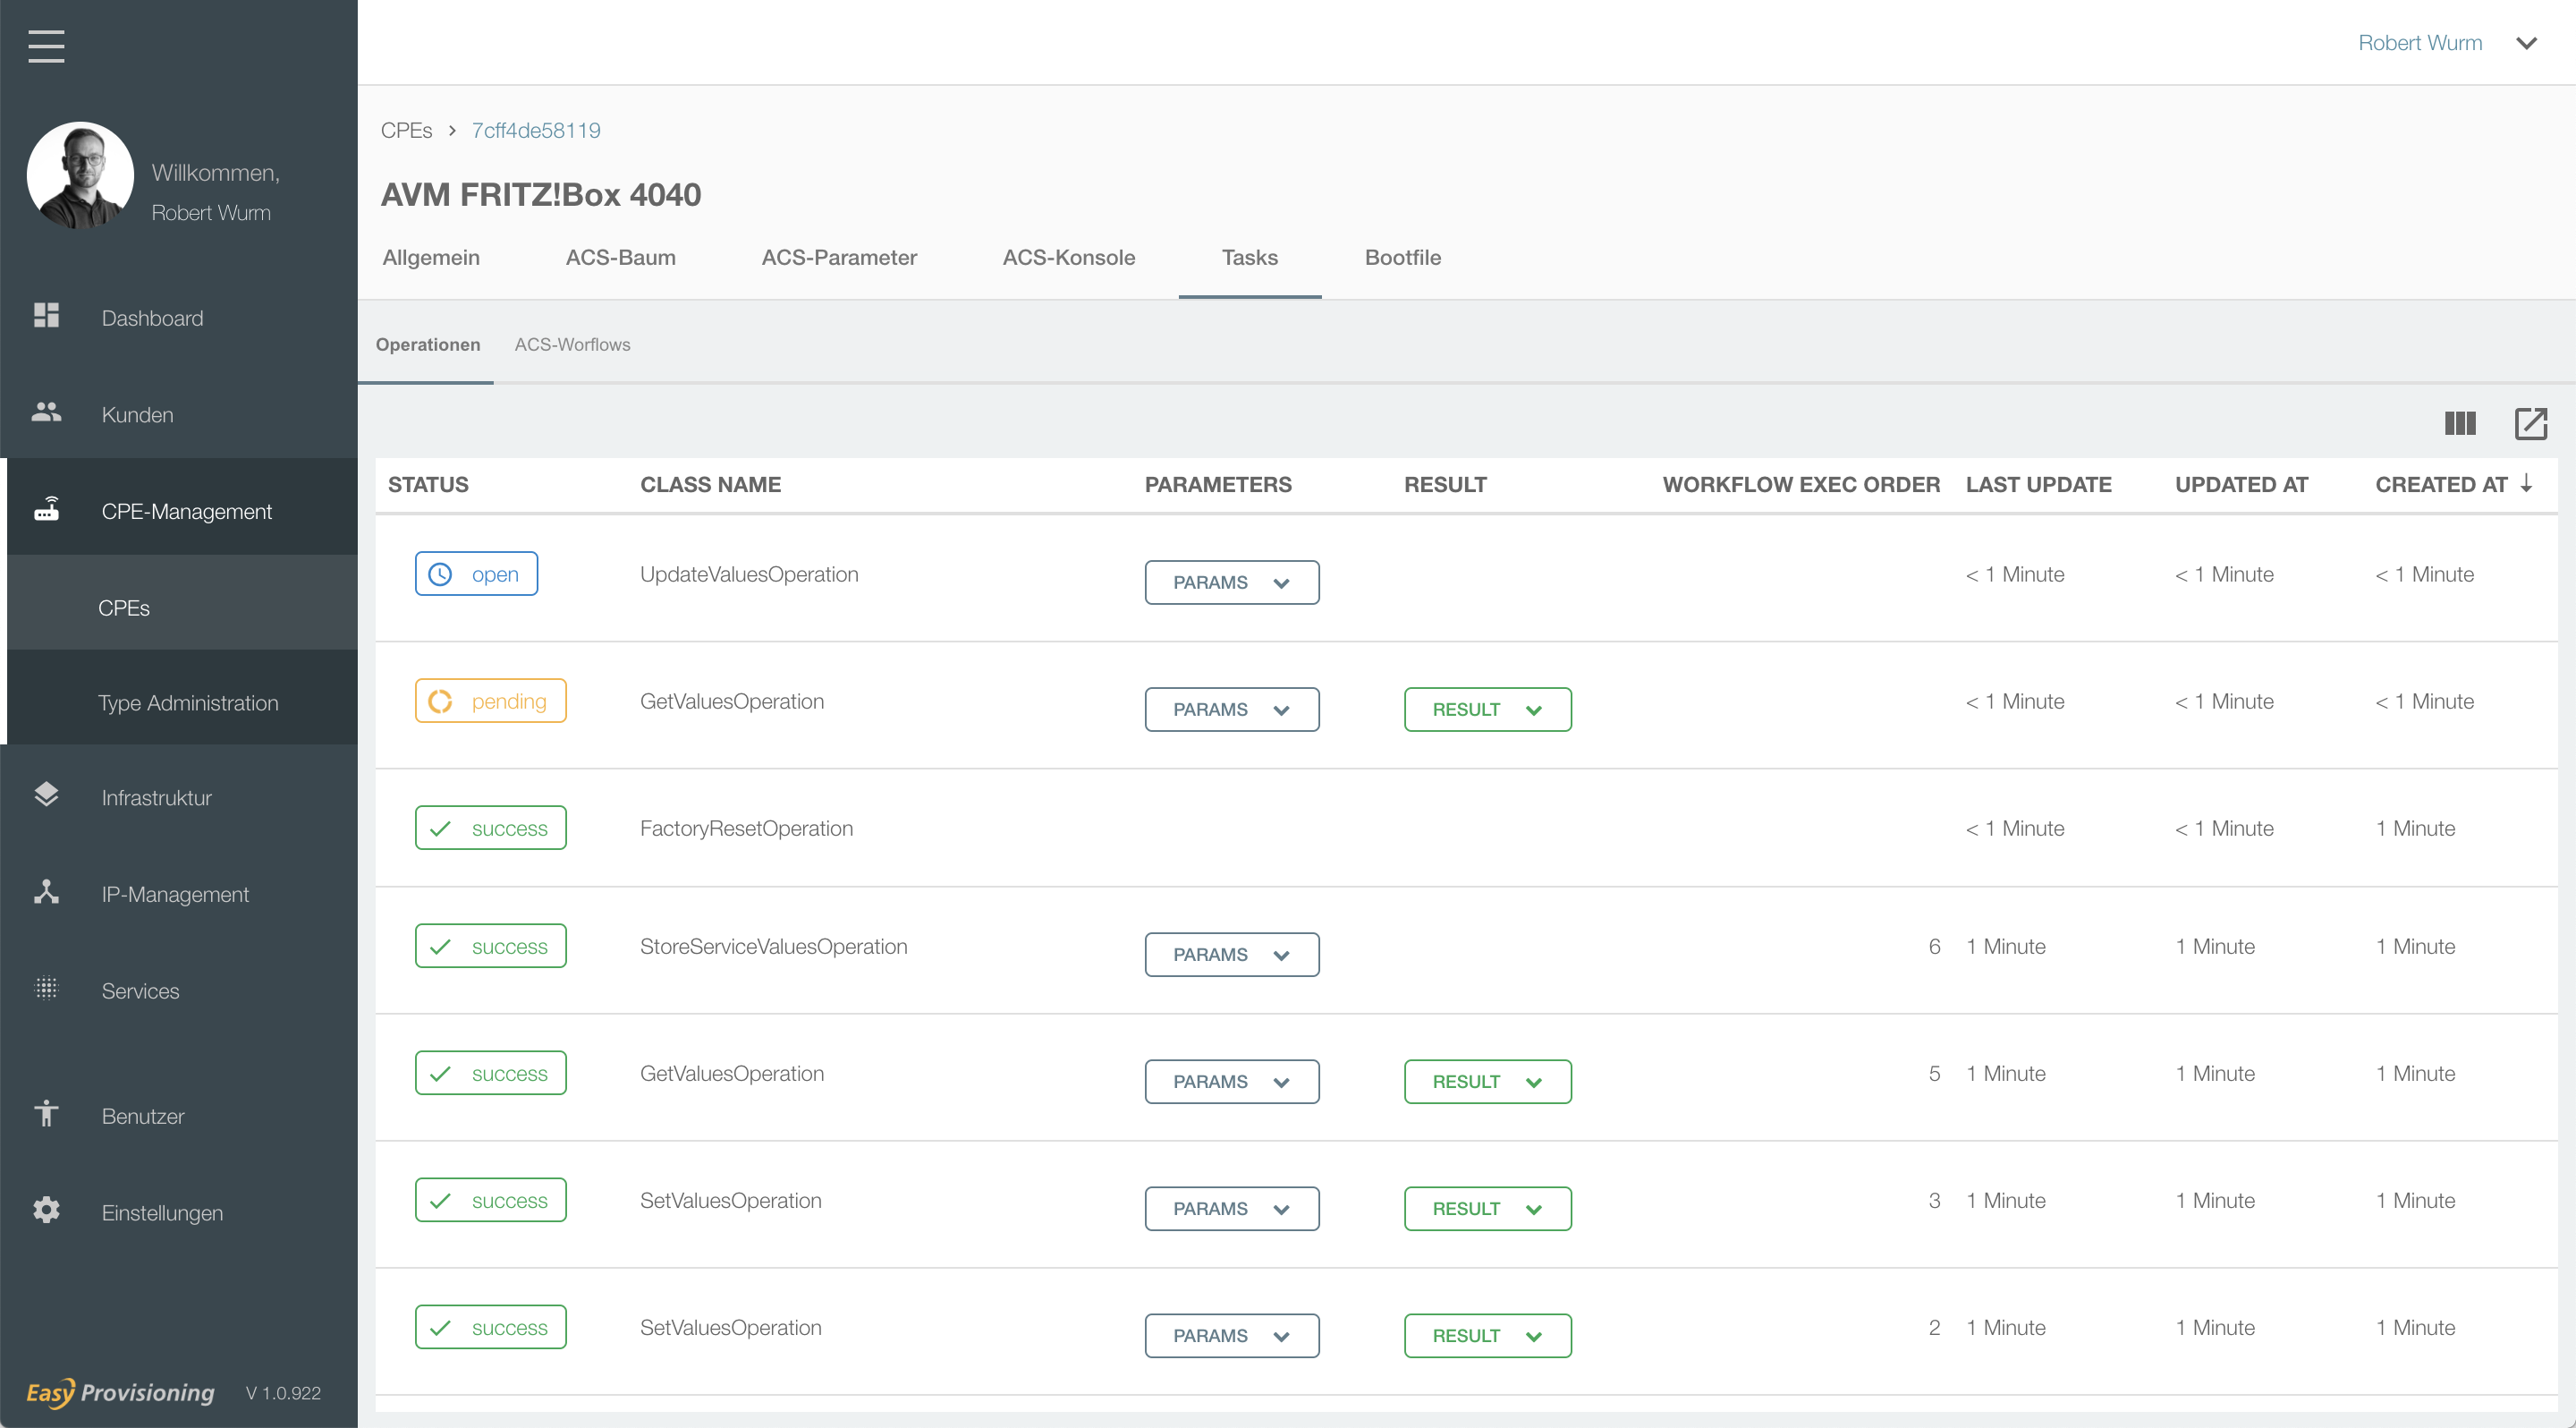 Robert Wurm
Willkommen,
Robert Wurm
Dashboard
Kunden
CPE-Management
CPEs
Type Administration
Infrastruktur
IP-Management
Services
Benutzer
Einstellungen
Easy Provisioning V 1.0.922
CPEs > 7cff4de58119
AVM FRITZ!Box 4040
Allgemein ACS-Baum ACS-Parameter ACS-Konsole Tasks Bootfile
Operationen ACS-Worflows
STATUS CLASS NAME PARAMETERS RESULT WORKFLOW EXEC ORDER LAST UPDATE UPDATED AT CREATED AT ↓
open UpdateValuesOperation PARAMS < 1 Minute < 1 Minute < 1 Minute
pending GetValuesOperation PARAMS RESULT < 1 Minute < 1 Minute < 1 Minute
success FactoryResetOperation < 1 Minute < 1 Minute 1 Minute
success StoreServiceValuesOperation PARAMS 6 1 Minute 1 Minute 1 Minute
success GetValuesOperation PARAMS RESULT 5 1 Minute 1 Minute 1 Minute
success SetValuesOperation PARAMS RESULT 3 1 Minute 1 Minute 1 Minute
success SetValuesOperation PARAMS RESULT 2 1 Minute 1 Minute 1 Minute